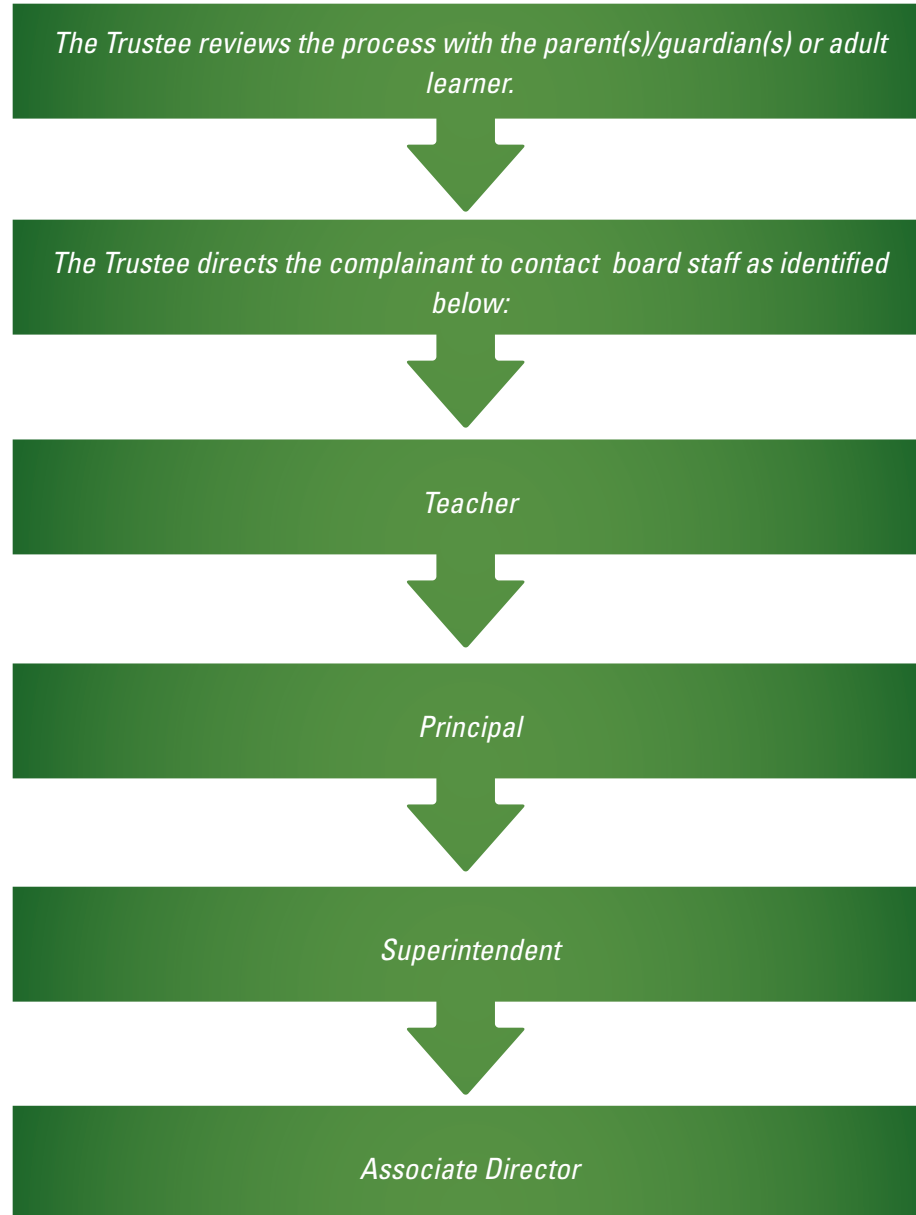 The Trustee reviews the process with the parent(s)/guardian(s) or adult
learner.
The Trustee directs the complainant to contact  board staff as identified
below:
Teacher
Principal
Superintendent
Associate Director